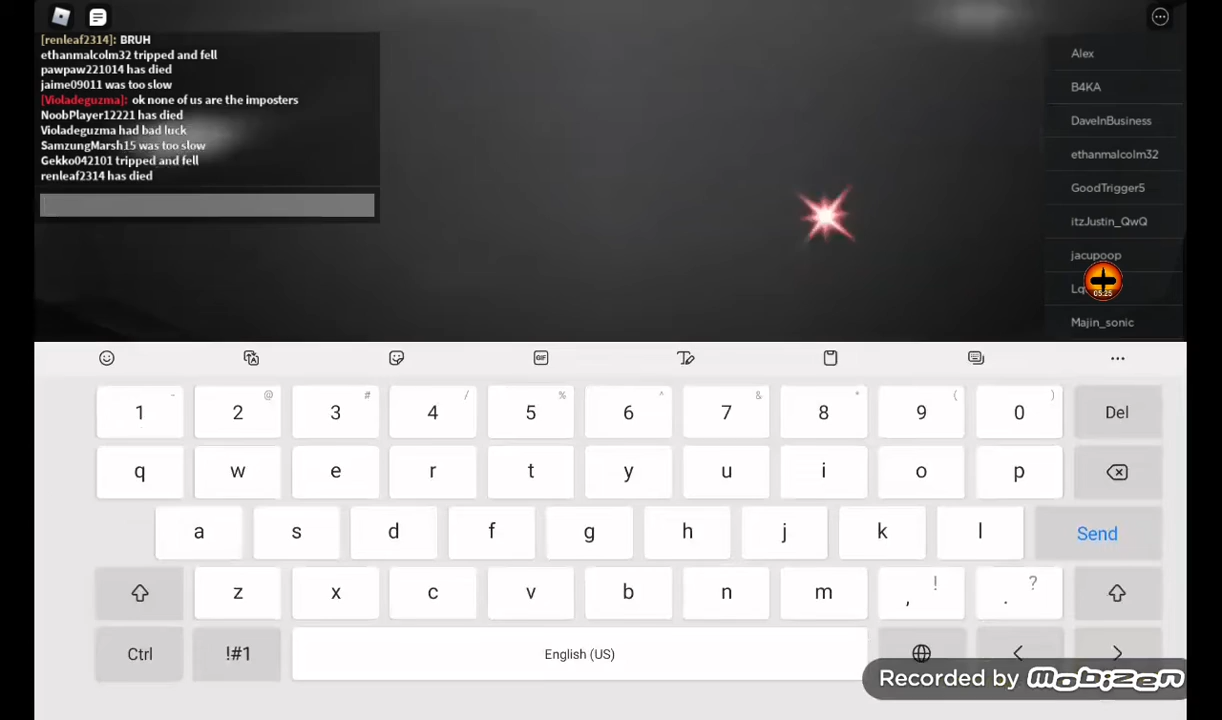 [renleaf2314]: BRUH
ethanmalcolm32 tripped and fell
pawpaw221014 has died
jaime09011 was too slow
[Violadeguzma]: ok none of us are the imposters
NoobPlayer12221 has died
Violadeguzma had bad luck
SamzungMarsh15 was too slow
Gekko042101 tripped and fell
renleaf2314 has died
Alex
B4KA
DaveInBusiness
ethanmalcolm32
GoodTrigger5
itzJustin_QwQ
jacupoop
05:25
Majin_sonic
GIF
1 - 2 @ 3 # 4 / 5 % 6 ^ 7 & 8 * 9 ( 0 ) Del
q w e r t y u i o p
a s d f g h j k l Send
z x c v b n m , ! . ?
Ctrl !#1 English (US) < >
Recorded by mobizen